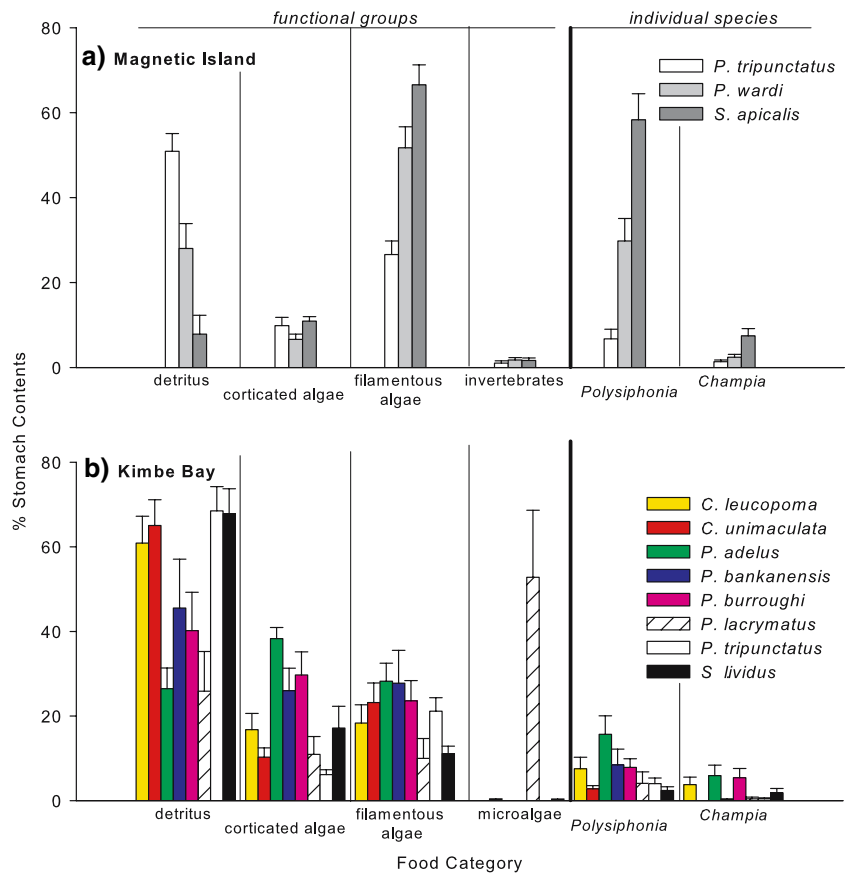 functional groups
individual species
a) Magnetic Island
P. tripunctatus
P. wardi
S. apicalis
80
60
40
20
0
detritus
corticated algae
filamentous
algae
invertebrates
Polysiphonia
Champia
% Stomach Contents
b) Kimbe Bay
C. leucopoma
C. unimaculata
P. adelus
P. bankanensis
P. burroughi
P. lacrymatus
P. tripunctatus
S lividus
80
60
40
20
0
detritus
corticated algae
filamentous
algae
microalgae
Polysiphonia
Champia
Food Category